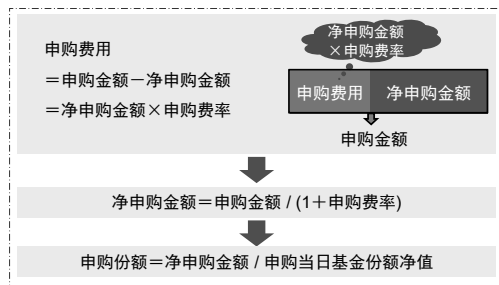 申购费用
＝申购金额－净申购金额
＝净申购金额×申购费率
净申购金额
×申购费率
申购费用
净申购金额
申购金额
净申购金额＝申购金额 / (1＋申购费率)
申购份额＝净申购金额 / 申购当日基金份额净值